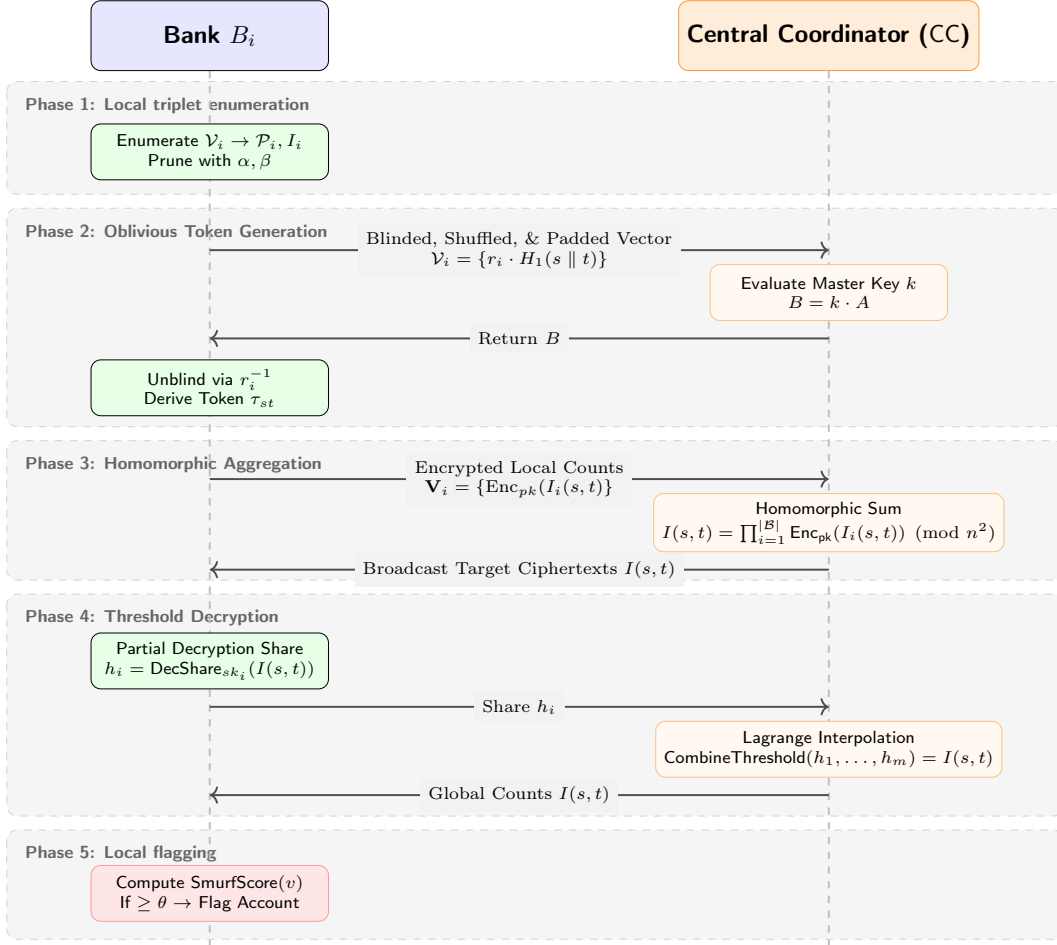 Bank $B_i$
Central Coordinator (CC)
Phase 1: Local triplet enumeration
Enumerate $\mathcal{V}_i \rightarrow \mathcal{P}_i, I_i$
Prune with $\alpha, \beta$
Phase 2: Oblivious Token Generation
Blinded, Shuffled, & Padded Vector
$\mathcal{V}_i = \{r_i \cdot H_1(s \parallel t)\}$
Evaluate Master Key $k$
$B = k \cdot A$
Return $B$
Unblind via $r_i^{-1}$
Derive Token $\tau_{st}$
Phase 3: Homomorphic Aggregation
Encrypted Local Counts
$\mathbf{V}_i = \{\mathrm{Enc}_{pk}(I_i(s,t)\}$
Homomorphic Sum
$I(s,t) = \prod_{i=1}^{|\mathcal{B}|} \mathsf{Enc}_{\mathsf{pk}}(I_i(s,t)) \pmod{n^2}$
Broadcast Target Ciphertexts $I(s,t)$
Phase 4: Threshold Decryption
Partial Decryption Share
$h_i = \mathsf{DecShare}_{sk_i}(I(s,t))$
Share $h_i$
Lagrange Interpolation
$\mathsf{CombineThreshold}(h_1, \ldots, h_m) = I(s,t)$
Global Counts $I(s,t)$
Phase 5: Local flagging
Compute SmurfScore$(v)$
If $\geq \theta \rightarrow$ Flag Account